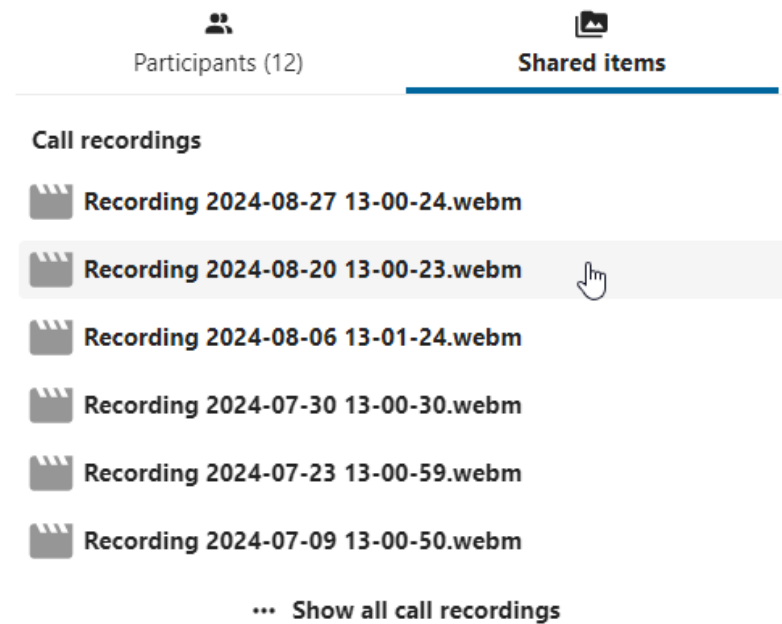 Participants (12)
Shared items
Call recordings
Recording 2024-08-27 13-00-24.webm
Recording 2024-08-20 13-00-23.webm
Recording 2024-08-06 13-01-24.webm
Recording 2024-07-30 13-00-30.webm
Recording 2024-07-23 13-00-59.webm
Recording 2024-07-09 13-00-50.webm
··· Show all call recordings